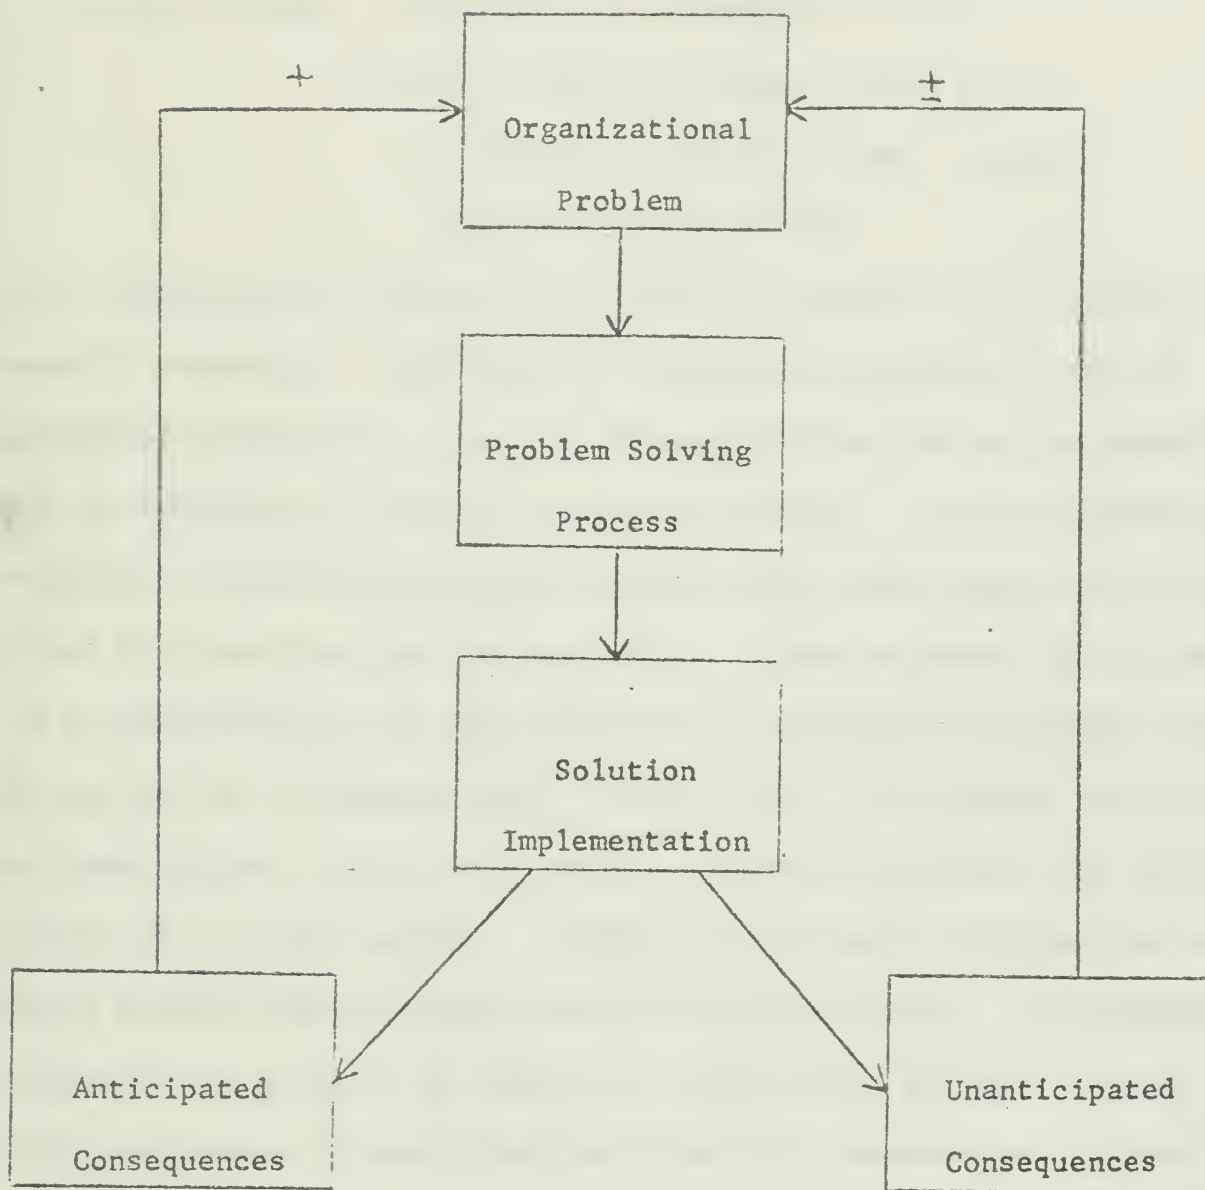 +
±
Organizational
Problem
Problem Solving
Process
Solution
Implementation
Anticipated
Consequences
Unanticipated
Consequences